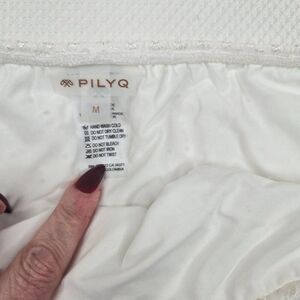 PILYQ
M
HAND WASH COLD
DO NOT DRY CLEAN
DO NOT TUMBLE DRY
DO NOT BLEACH
DO NOT IRON
DO NOT TWIST